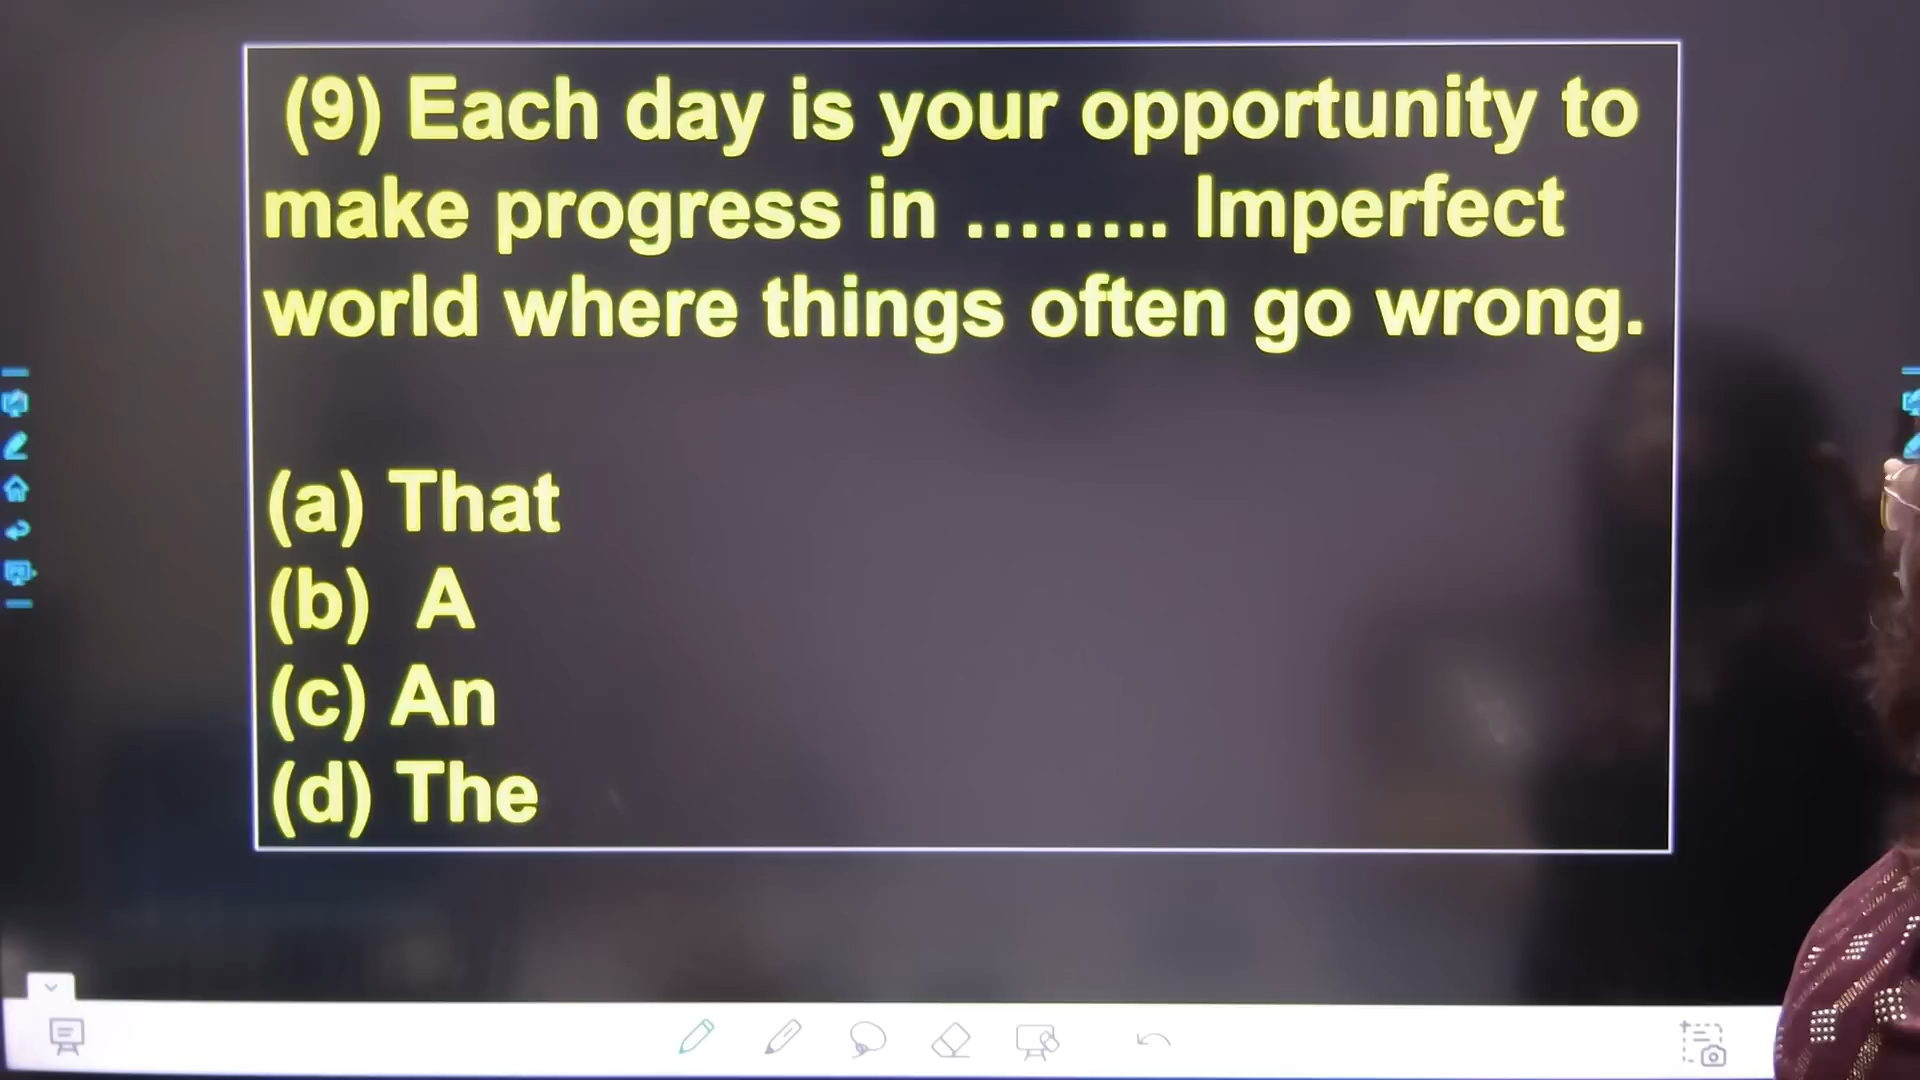 (9) Each day is your opportunity to
make progress in ........ Imperfect
world where things often go wrong.
(a) That
(b) A
(c) An
(d) The